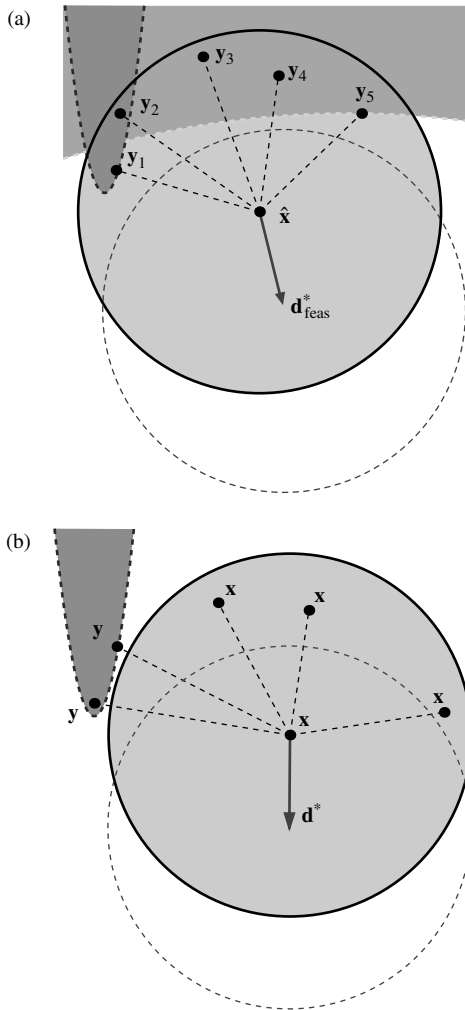 (a)
y₃
y₄
y₂
y₅
y₁
x̂
d*feas
(b)
x
x
y
x
y
x
d*